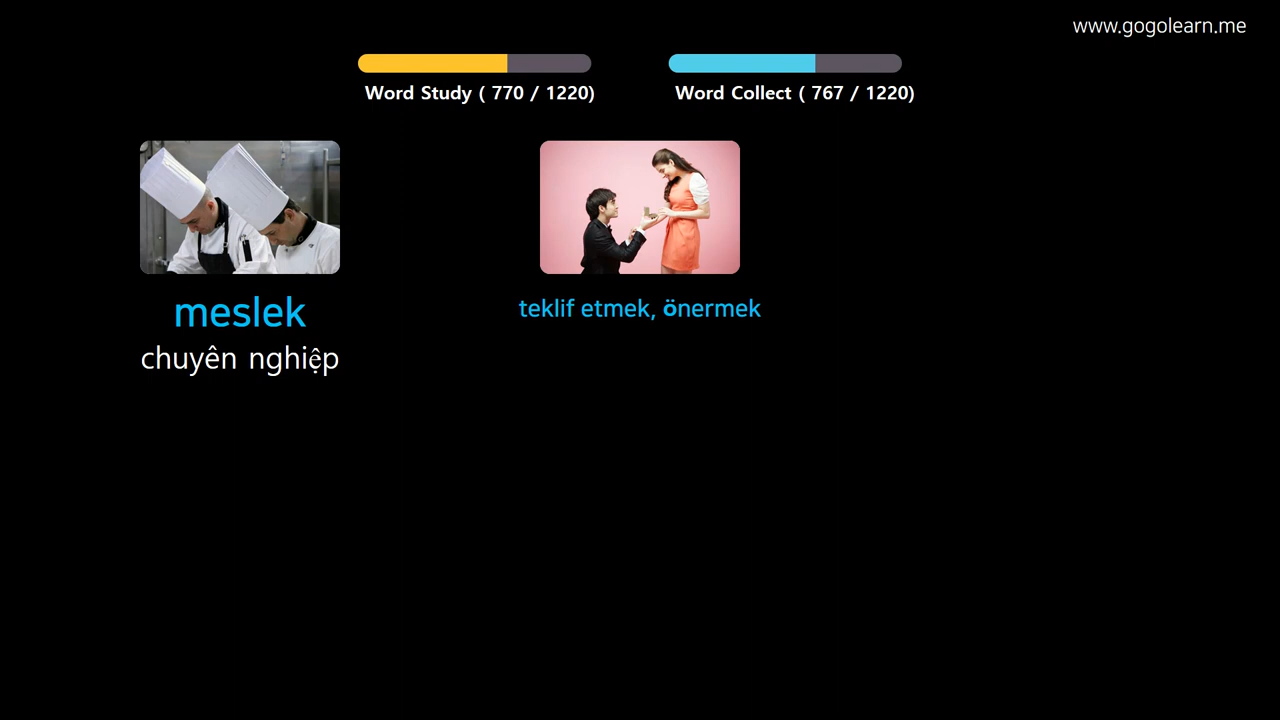 www.gogolearn.me
Word Study ( 770 / 1220)
Word Collect ( 767 / 1220)
meslek
chuyên nghiệp
teklif etmek, önermek